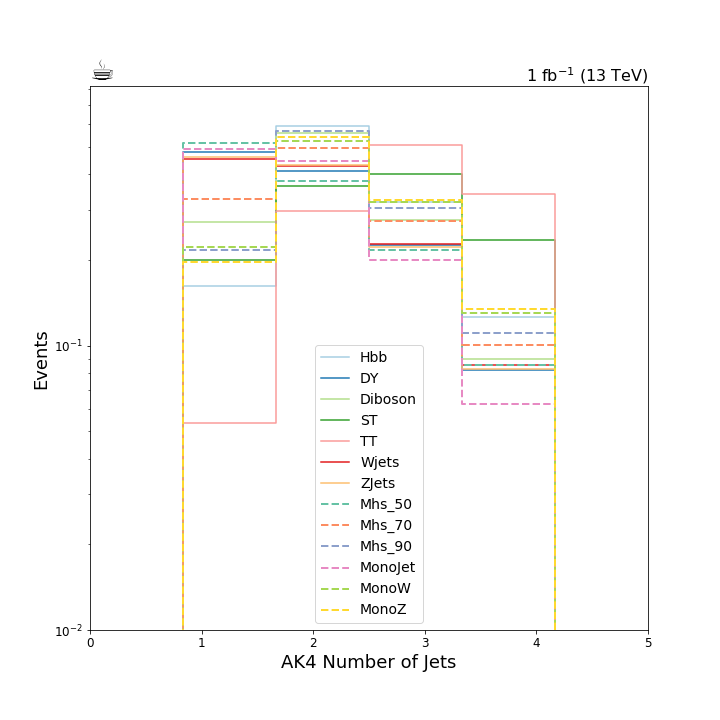 ☕ 1 fb⁻¹ (13 TeV)
Events
10⁻¹
10⁻²
Hbb
DY
Diboson
ST
TT
Wjets
ZJets
Mhs_50
Mhs_70
Mhs_90
MonoJet
MonoW
MonoZ
0 1 2 3 4 5
AK4 Number of Jets